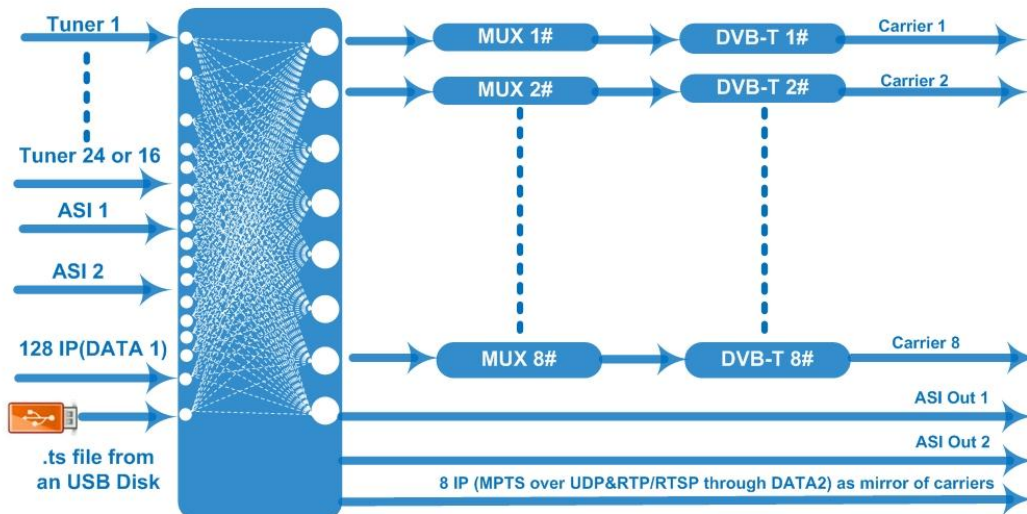 Tuner 1
Tuner 24 or 16
ASI 1
ASI 2
128 IP(DATA 1)
.ts file from
an USB Disk
MUX 1#
DVB-T 1#
Carrier 1
MUX 2#
DVB-T 2#
Carrier 2
MUX 8#
DVB-T 8#
Carrier 8
ASI Out 1
ASI Out 2
8 IP (MPTS over UDP&RTP/RTSP through DATA2) as mirror of carriers